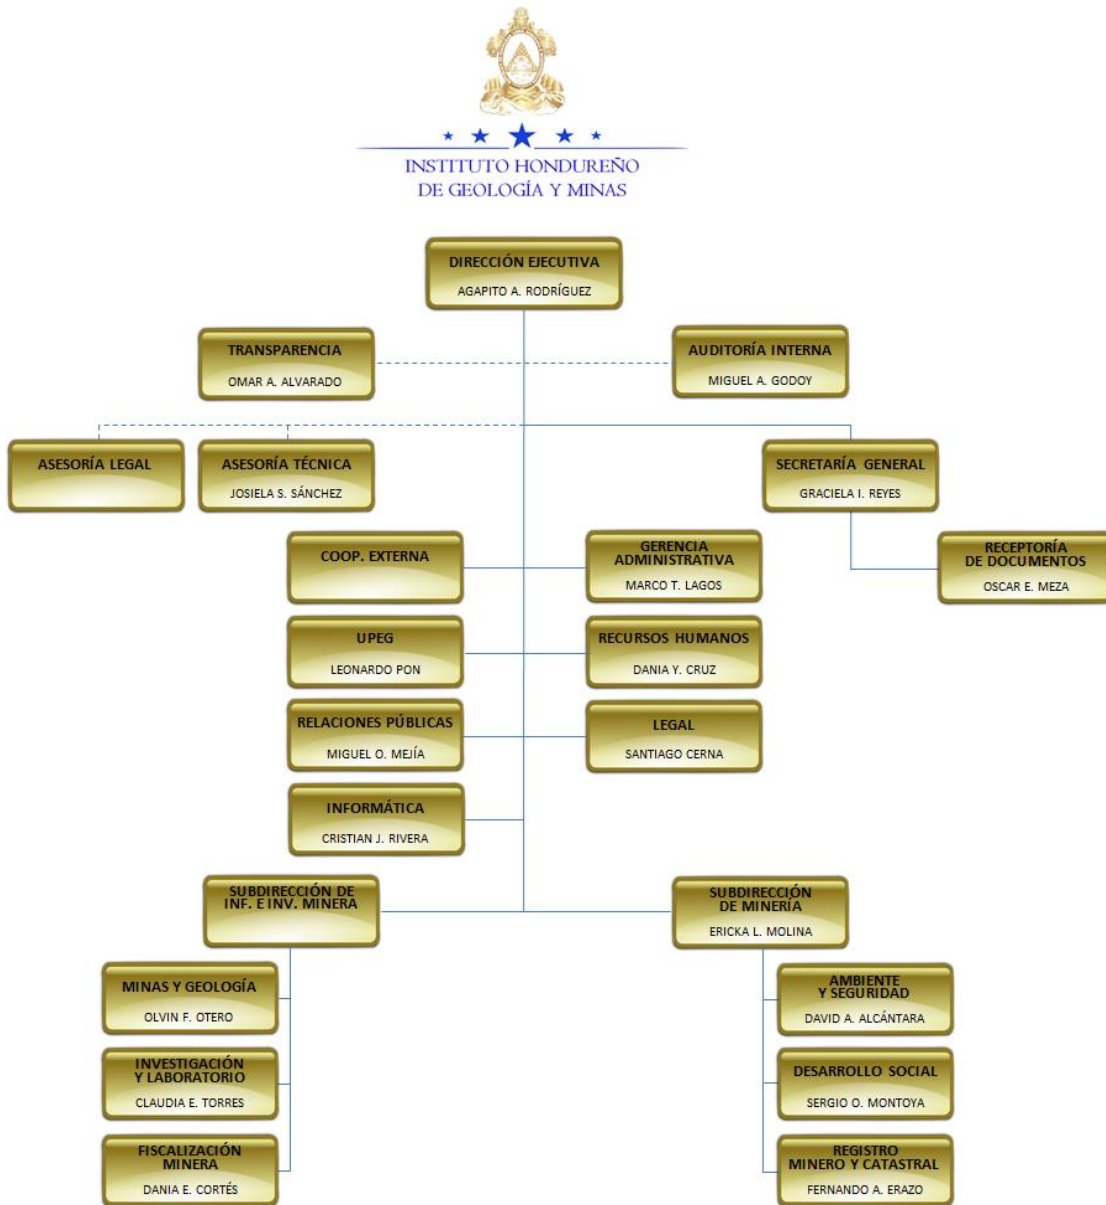 INSTITUTO HONDUREÑO
DE GEOLOGÍA Y MINAS
DIRECCIÓN EJECUTIVA
AGAPITO A. RODRÍGUEZ
TRANSPARENCIA
OMAR A. ALVARADO
AUDITORÍA INTERNA
MIGUEL A. GODOY
ASESORÍA LEGAL
ASESORÍA TÉCNICA
JOSIELA S. SÁNCHEZ
SECRETARÍA GENERAL
GRACIELA I. REYES
COOP. EXTERNA
GERENCIA
ADMINISTRATIVA
MARCO T. LAGOS
RECEPTORÍA
DE DOCUMENTOS
OSCAR E. MEZA
UPEG
LEONARDO PON
RECURSOS HUMANOS
DANIA Y. CRUZ
RELACIONES PÚBLICAS
MIGUEL O. MEJÍA
LEGAL
SANTIAGO CERNA
INFORMÁTICA
CRISTIAN J. RIVERA
SUBDIRECCIÓN DE
INF. E INV. MINERA
SUBDIRECCIÓN
DE MINERÍA
ERICKA L. MOLINA
MINAS Y GEOLOGÍA
OLVIN F. OTERO
AMBIENTE
Y SEGURIDAD
DAVID A. ALCÁNTARA
INVESTIGACIÓN
Y LABORATORIO
CLAUDIA E. TORRES
DESARROLLO SOCIAL
SERGIO O. MONTOYA
FISCALIZACIÓN
MINERA
DANIA E. CORTÉS
REGISTRO
MINERO Y CATASTRAL
FERNANDO A. ERAZO